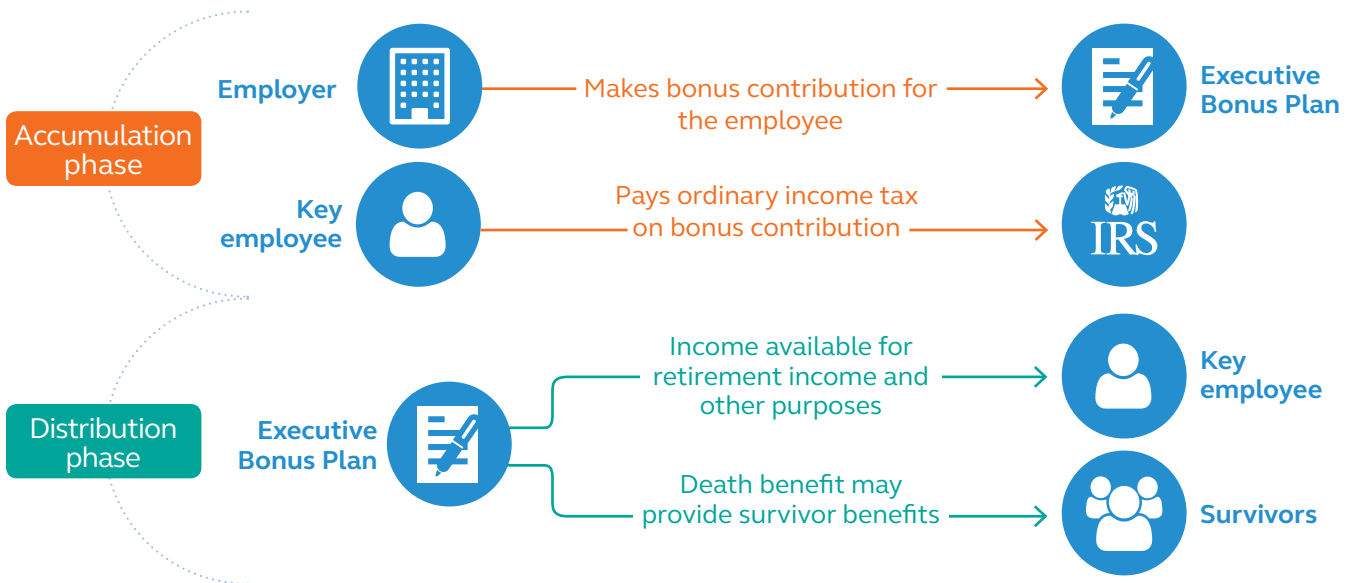 Accumulation
phase
Employer
Makes bonus contribution for
the employee
Executive
Bonus Plan
Key
employee
Pays ordinary income tax
on bonus contribution
IRS
Distribution
phase
Executive
Bonus Plan
Income available for
retirement income and
other purposes
Key
employee
Death benefit may
provide survivor benefits
Survivors